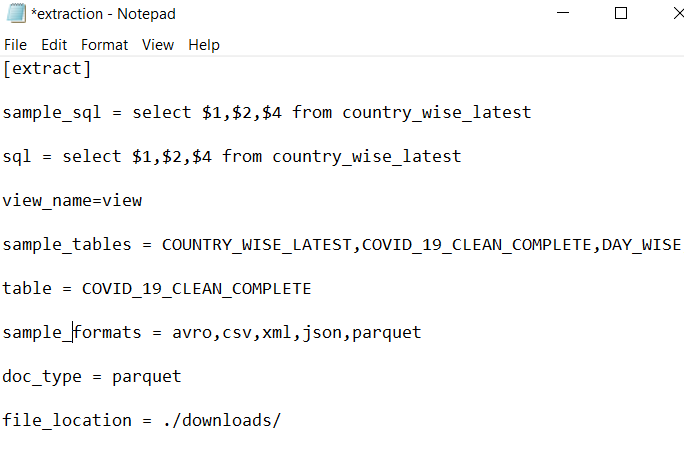 *extraction - Notepad
File Edit Format View Help
[extract]
sample_sql = select $1,$2,$4 from country_wise_latest
sql = select $1,$2,$4 from country_wise_latest
view_name=view
sample_tables = COUNTRY_WISE_LATEST,COVID_19_CLEAN_COMPLETE,DAY_WISE
table = COVID_19_CLEAN_COMPLETE
sample_formats = avro,csv,xml,json,parquet
doc_type = parquet
file_location = ./downloads/